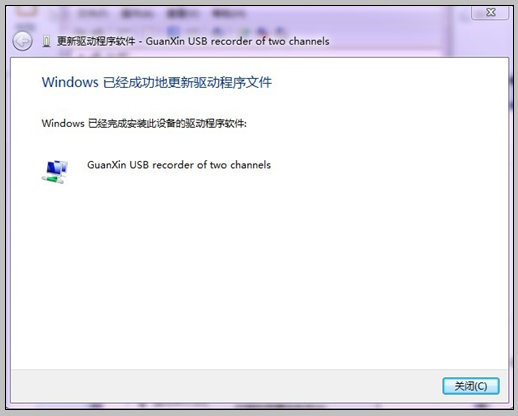 更新驱动程序软件 - GuanXin USB recorder of two channels
Windows 已经成功地更新驱动程序文件
Windows 已经完成安装此设备的驱动程序软件:
GuanXin USB recorder of two channels
关闭(C)